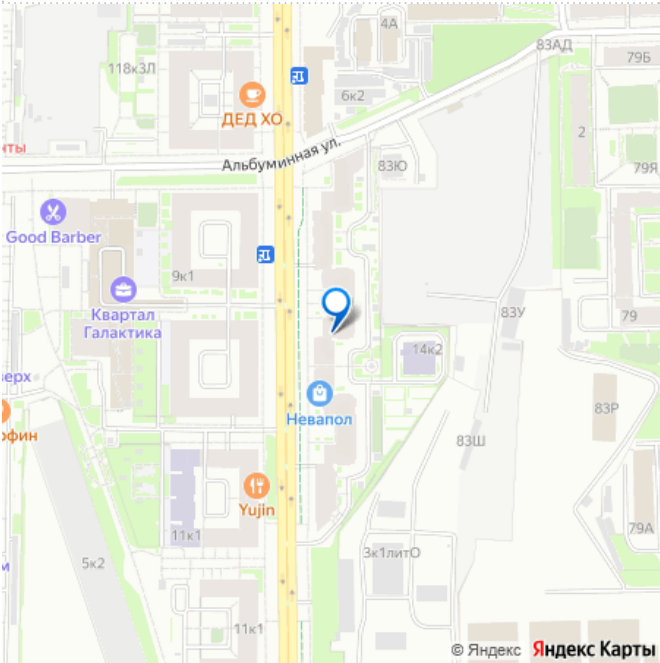 4А
83АД
79Б
118к3Л
6к2
ДЕД ХО
2
нты
Альбуминная ул.
83Ю
79Я
Good Barber
9к1
Квартал
Галактика
83У
79
14к2
верх
Невапол
83Р
офин
83Ш
Yujin
11к1
79А
3к1литО
5к2
м
11к1
© Яндекс Яндекс Карты